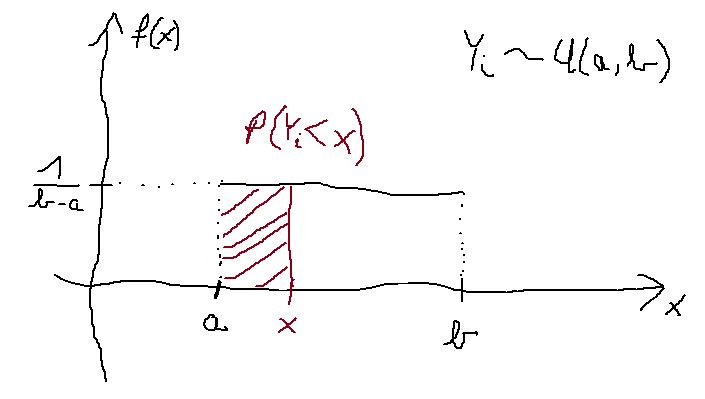 f(x)
Y_i ~ U(a, b)
P(Y_i < x)
1
b-a
a
x
b
x